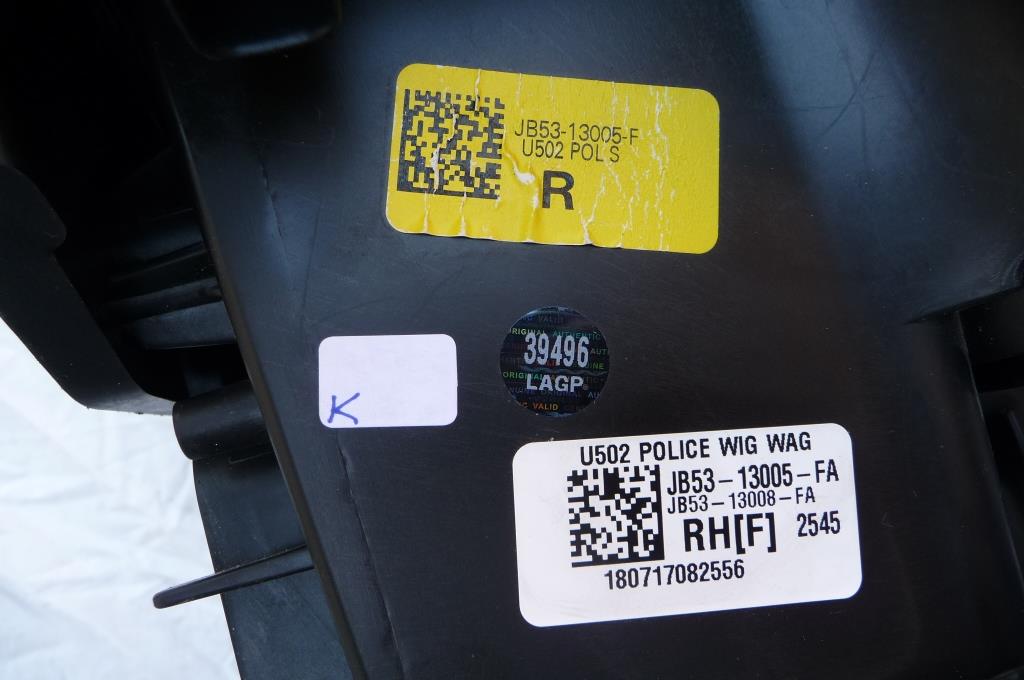 JB53-13005-F
U502 POL S
R
K
39496
LAGP
VALID
U502 POLICE WIG WAG
JB53-13005-FA
JB53-13008-FA
RH[F] 2545
180717082556